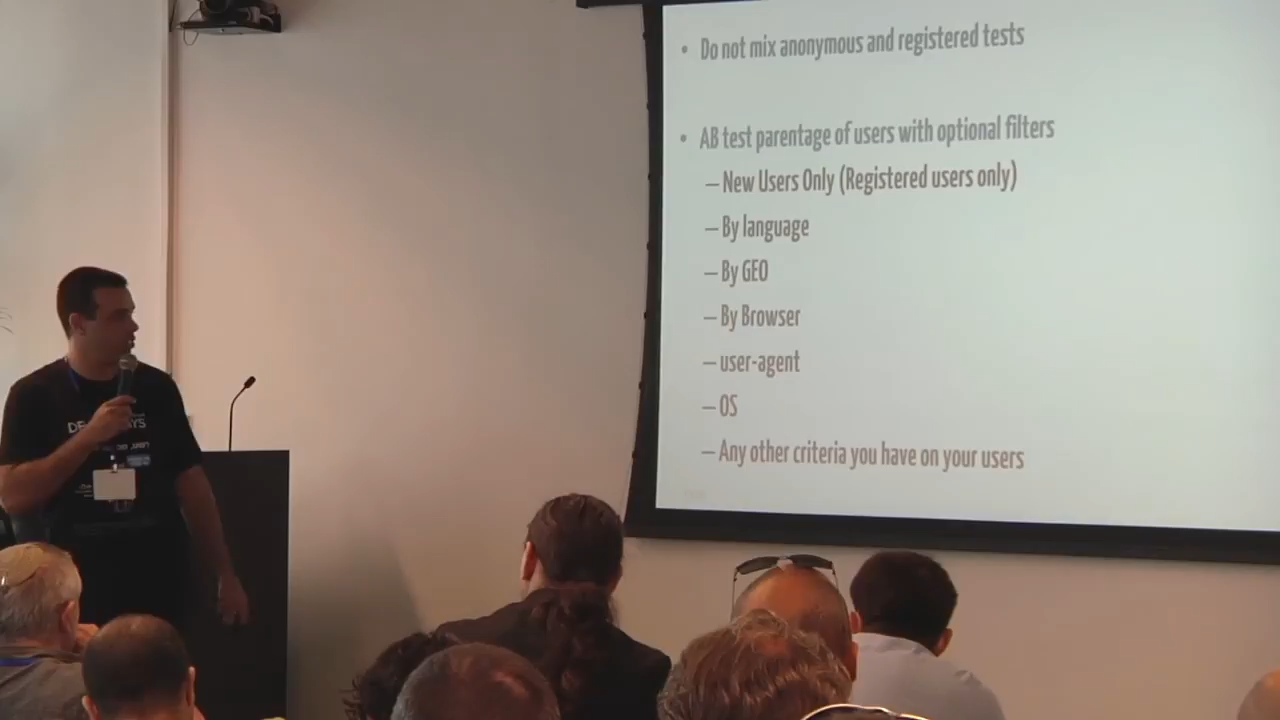 • Do not mix anonymous and registered tests
• AB test parentage of users with optional filters
– New Users Only (Registered users only)
– By language
– By GEO
– By Browser
– user-agent
– OS
– Any other criteria you have on your users